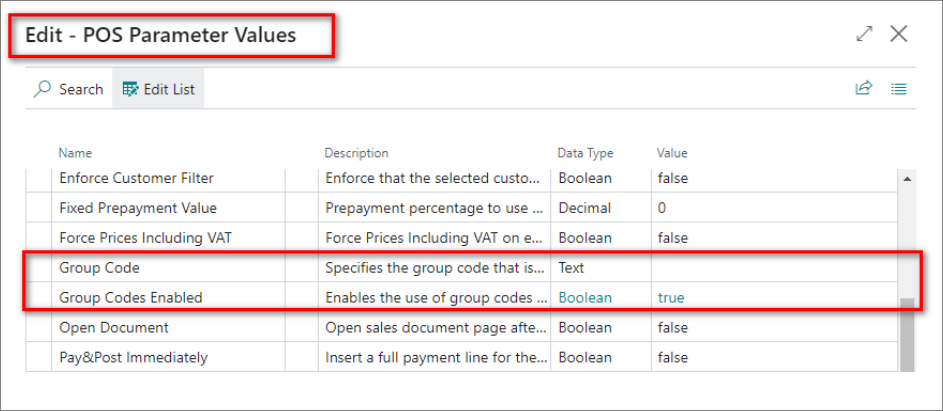 Edit - POS Parameter Values
Search Edit List
Name Description Data Type Value
Enforce Customer Filter Enforce that the selected custo... Boolean false
Fixed Prepayment Value Prepayment percentage to use ... Decimal 0
Force Prices Including VAT Force Prices Including VAT on e... Boolean false
Group Code Specifies the group code that is... Text
Group Codes Enabled Enables the use of group codes ... Boolean true
Open Document Open sales document page afte... Boolean false
Pay&Post Immediately Insert a full payment line for the... Boolean false